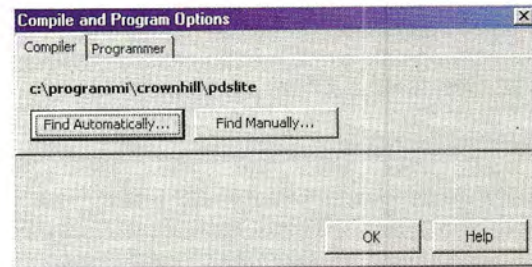 Compile and Program Options
Compiler Programmer
c:\programmi\crownhill\pdslite
Find Automatically... Find Manually...
OK Help